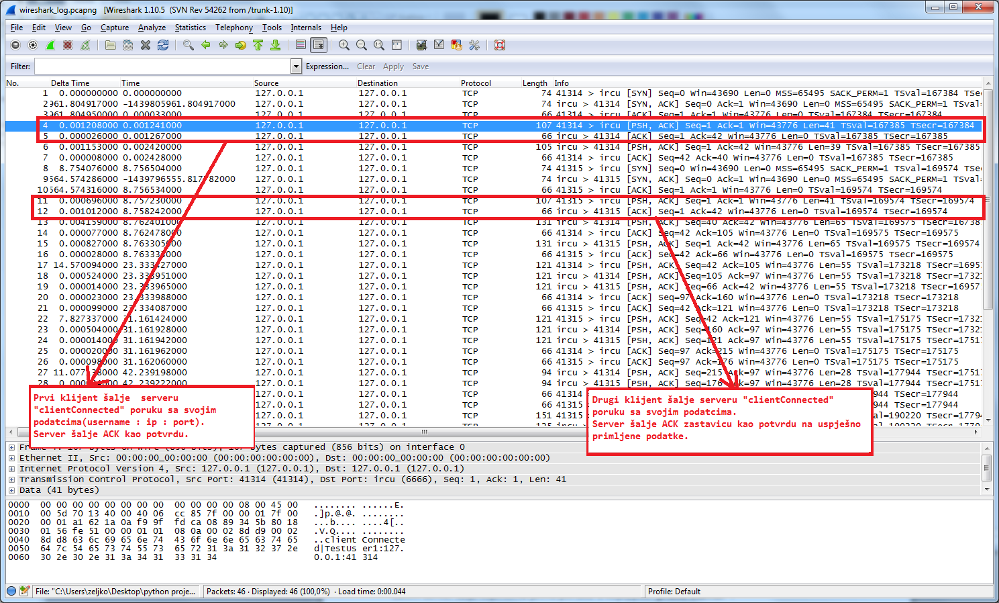 wireshark_log.pcapng [Wireshark 1.10.5 (SVN Rev 54262 from /trunk-1.10)]
File Edit View Go Capture Analyze Statistics Telephony Tools Internals Help
Filter: Expression... Clear Apply Save
No. Delta Time Time Source Destination Protocol Length Info
1 0.000000000 0.000000000 127.0.0.1 127.0.0.1 TCP 74 41314 > ircu [SYN] Seq=0 Win=43690 Len=0 MSS=65495 SACK_PERM=1 TSval=167384 TSec
2 961.804917000 -1439805961.804917000 127.0.0.1 127.0.0.1 TCP 74 ircu > 41314 [SYN, ACK] Seq=0 Ack=1 Win=43690 Len=0 MSS=65495 SACK_PERM=1 TSval
3 961.804950000 0.000033000 127.0.0.1 127.0.0.1 TCP 66 41314 > ircu [ACK] Seq=1 Ack=1 Win=43776 Len=0 TSval=167384 TSecr=167384
4 0.001208000 0.001241000 127.0.0.1 127.0.0.1 TCP 107 41314 > ircu [PSH, ACK] Seq=1 Ack=1 Win=43776 Len=41 TSval=167385 TSecr=167384
5 0.000026000 0.001267000 127.0.0.1 127.0.0.1 TCP 66 ircu > 41314 [ACK] Seq=1 Ack=42 Win=43776 Len=0 TSval=167385 TSecr=167385
6 0.001153000 0.002420000 127.0.0.1 127.0.0.1 TCP 105 ircu > 41314 [PSH, ACK] Seq=1 Ack=42 Win=43776 Len=39 TSval=167385 TSecr=167385
7 0.000008000 0.002428000 127.0.0.1 127.0.0.1 TCP 66 41314 > ircu [ACK] Seq=42 Ack=40 Win=43776 Len=0 TSval=167385 TSecr=167385
8 8.754076000 8.756504000 127.0.0.1 127.0.0.1 TCP 74 41315 > ircu [SYN] Seq=0 Win=43690 Len=0 MSS=65495 SACK_PERM=1 TSval=169574 TSec
9 564.574286000 -1439796555.817782000 127.0.0.1 127.0.0.1 TCP 74 ircu > 41315 [SYN, ACK] Seq=0 Ack=1 Win=43690 Len=0 MSS=65495 SACK_PERM=1 TSval
10 564.574316000 8.756534000 127.0.0.1 127.0.0.1 TCP 66 41315 > ircu [ACK] Seq=1 Ack=1 Win=43776 Len=0 TSval=169574 TSecr=169574
11 0.000696000 8.757230000 127.0.0.1 127.0.0.1 TCP 107 41315 > ircu [PSH, ACK] Seq=1 Ack=1 Win=43776 Len=41 TSval=169574 TSecr=169574
12 0.001012000 8.758242000 127.0.0.1 127.0.0.1 TCP 66 ircu > 41315 [ACK] Seq=1 Ack=42 Win=43776 Len=0 TSval=169574 TSecr=169574
13 0.004159000 8.762401000 127.0.0.1 127.0.0.1 TCP 131 ircu > 41314 [PSH, ACK] Seq=40 Ack=42 Win=43776 Len=65 TSval=169575 TSecr=16738
14 0.000077000 8.762478000 127.0.0.1 127.0.0.1 TCP 66 41314 > ircu [ACK] Seq=42 Ack=105 Win=43776 Len=0 TSval=169575 TSecr=169575
15 0.000827000 8.763305000 127.0.0.1 127.0.0.1 TCP 131 ircu > 41315 [PSH, ACK] Seq=1 Ack=42 Win=43776 Len=65 TSval=169575 TSecr=169574
16 0.000028000 8.763333000 127.0.0.1 127.0.0.1 TCP 66 41315 > ircu [ACK] Seq=42 Ack=66 Win=43776 Len=0 TSval=169575 TSecr=169575
17 14.570094000 23.333427000 127.0.0.1 127.0.0.1 TCP 121 41314 > ircu [PSH, ACK] Seq=42 Ack=105 Win=43776 Len=55 TSval=173218 TSecr=1695
18 0.000524000 23.333951000 127.0.0.1 127.0.0.1 TCP 121 ircu > 41314 [PSH, ACK] Seq=105 Ack=97 Win=43776 Len=55 TSval=173218 TSecr=1732
19 0.000014000 23.333965000 127.0.0.1 127.0.0.1 TCP 121 ircu > 41315 [PSH, ACK] Seq=66 Ack=42 Win=43776 Len=55 TSval=173218 TSecr=16957
20 0.000023000 23.333988000 127.0.0.1 127.0.0.1 TCP 66 41314 > ircu [ACK] Seq=97 Ack=160 Win=43776 Len=0 TSval=173218 TSecr=173218
21 0.000099000 23.334087000 127.0.0.1 127.0.0.1 TCP 66 41315 > ircu [ACK] Seq=42 Ack=121 Win=43776 Len=0 TSval=173218 TSecr=173218
22 7.827337000 31.161424000 127.0.0.1 127.0.0.1 TCP 121 41315 > ircu [PSH, ACK] Seq=42 Ack=121 Win=43776 Len=55 TSval=175175 TSecr=1732
23 0.000504000 31.161928000 127.0.0.1 127.0.0.1 TCP 121 ircu > 41314 [PSH, ACK] Seq=160 Ack=97 Win=43776 Len=55 TSval=175175 TSecr=1732
24 0.000014000 31.161942000 127.0.0.1 127.0.0.1 TCP 121 ircu > 41315 [PSH, ACK] Seq=121 Ack=97 Win=43776 Len=55 TSval=175175 TSecr=1751
25 0.000020000 31.161962000 127.0.0.1 127.0.0.1 TCP 66 41314 > ircu [ACK] Seq=97 Ack=215 Win=43776 Len=0 TSval=175175 TSecr=175175
26 0.000098000 31.162060000 127.0.0.1 127.0.0.1 TCP 66 41315 > ircu [ACK] Seq=97 Ack=176 Win=43776 Len=0 TSval=175175 TSecr=175175
27 42.239198000 127.0.0.1 127.0.0.1 TCP 94 ircu > 41314 [PSH, ACK] Seq=215 Ack=97 Win=43776 Len=28 TSval=177944 TSecr=1751
28 42.239222000 127.0.0.1 127.0.0.1 TCP 94 ircu > 41315 [PSH, ACK] Seq=176 Ack=97 Win=43776 Len=28 TSval=177944 TSecr=1751
127.0.0.1 127.0.0.1 TCP 66 41314 944 TSecr=177944
127.0.0.1 127.0.0.1 TCP 66 41315 944 TSecr=177944
127.0.0.1 127.0.0.1 TCP 151 41314 190220 TSecr=1779
Prvi klijent šalje serveru
"clientConnected" poruku sa svojim
podatcima(username : ip : port).
Server šalje ACK kao potvrdu.
Drugi klijent šalje serveru "clientConnected"
poruku sa svojim podatcima.
Server šalje ACK zastavicu kao potvrdu na uspješno
primljene podatke.
Frame 4: 107 bytes on wire (856 bits), 107 bytes captured (856 bits) on interface 0
Ethernet II, Src: 00:00:00_00:00:00 (00:00:00:00:00:00), Dst: 00:00:00_00:00:00 (00:00:00:00:00:00)
Internet Protocol Version 4, Src: 127.0.0.1 (127.0.0.1), Dst: 127.0.0.1 (127.0.0.1)
Transmission Control Protocol, Src Port: 41314 (41314), Dst Port: ircu (6666), Seq: 1, Ack: 1, Len: 41
Data (41 bytes)
0000 00 00 00 00 00 00 00 00 00 00 00 00 08 00 45 00 ........ ......E.
0010 00 5d 70 13 40 00 40 06 cc 85 7f 00 00 01 7f 00 .]p.@.@. ........
0020 00 01 a1 62 1a 0a f9 9f fd ca 08 89 34 5b 80 18 ...b.... ....4[..
0030 01 56 fe 51 00 00 01 01 08 0a 00 02 8d d9 00 02 .V.Q.... ........
0040 8d d8 63 6c 69 65 6e 74 43 6f 6e 6e 65 63 74 65 ..client Connecte
0050 64 7c 54 65 73 74 55 73 65 72 31 3a 31 32 37 2e d|TestUs er1:127.
0060 30 2e 30 2e 31 3a 34 31 33 31 34 0.0.1:41 314
File: "C:\Users\zeljko\Desktop\python proje... Packets: 46 · Displayed: 46 (100,0%) · Load time: 0:00.044 Profile: Default